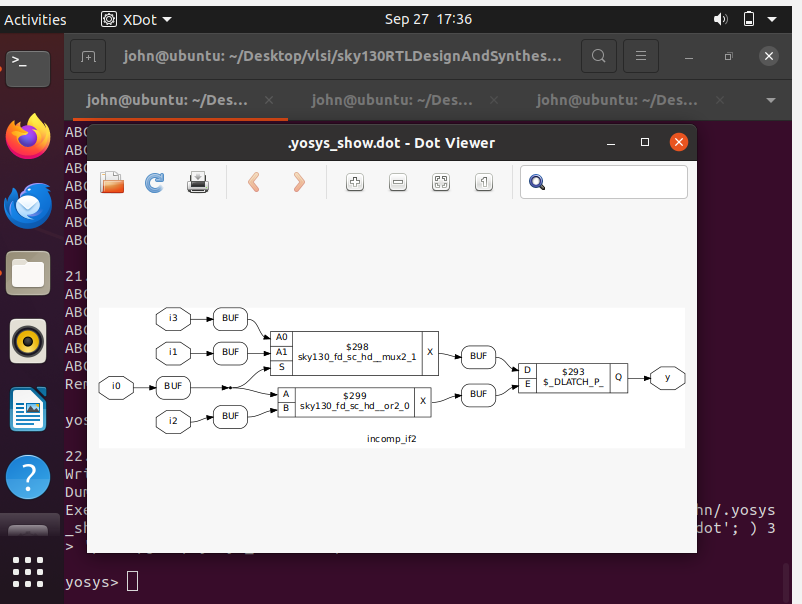 Activities XDot Sep 27 17:36
john@ubuntu: ~/Desktop/vlsi/sky130RTLDesignAndSynthes...
john@ubuntu: ~/Des... john@ubuntu: ~/Des... john@ubuntu: ~/Des...
.yosys_show.dot - Dot Viewer
ABC
ABC
ABC
ABC
ABC
ABC
ABC
21.
ABC
ABC
ABC
ABC
ABC
Rem
yos
22.
Wri
Dum
Exe
hn/.yosys
_sh
dot'; ) 3
>
yosys>
i3 BUF
A0
i1 BUF A1 $298
sky130_fd_sc_hd__mux2_1 X
S
BUF
i0 BUF
D $293
$_DLATCH_P_ Q y
E
A $299
sky130_fd_sc_hd__or2_0 X
B
BUF
i2 BUF
incomp_if2